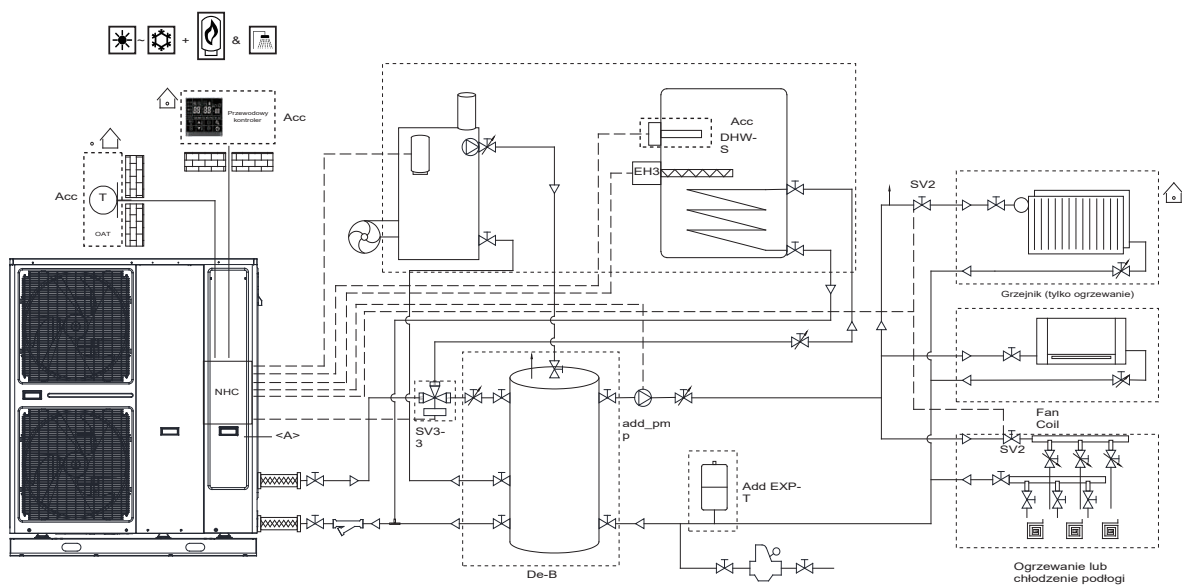 ~
+
&
Przewodowy
kontroler
Acc
Acc
T
OAT
Acc
DHW-
S
EH3
SV2
Grzejnik (tylko ogrzewanie)
NHC
<A>
SV3-
3
add_pm
p
Fan
Coil
SV2
Add EXP-
T
De-B
Ogrzewanie lub
chłodzenie podłogi